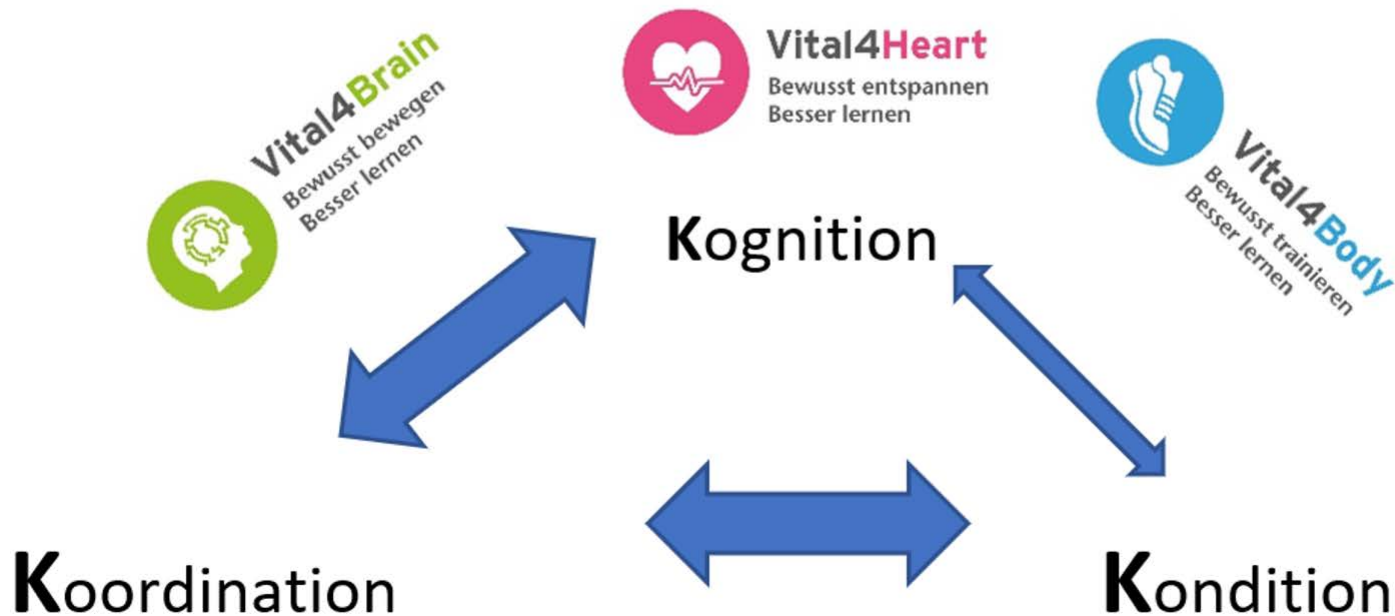 Vital4Brain
Bewusst bewegen
Besser lernen
Vital4Heart
Bewusst entspannen
Besser lernen
Vital4Body
Bewusst trainieren
Besser lernen
Kognition
Koordination
Kondition